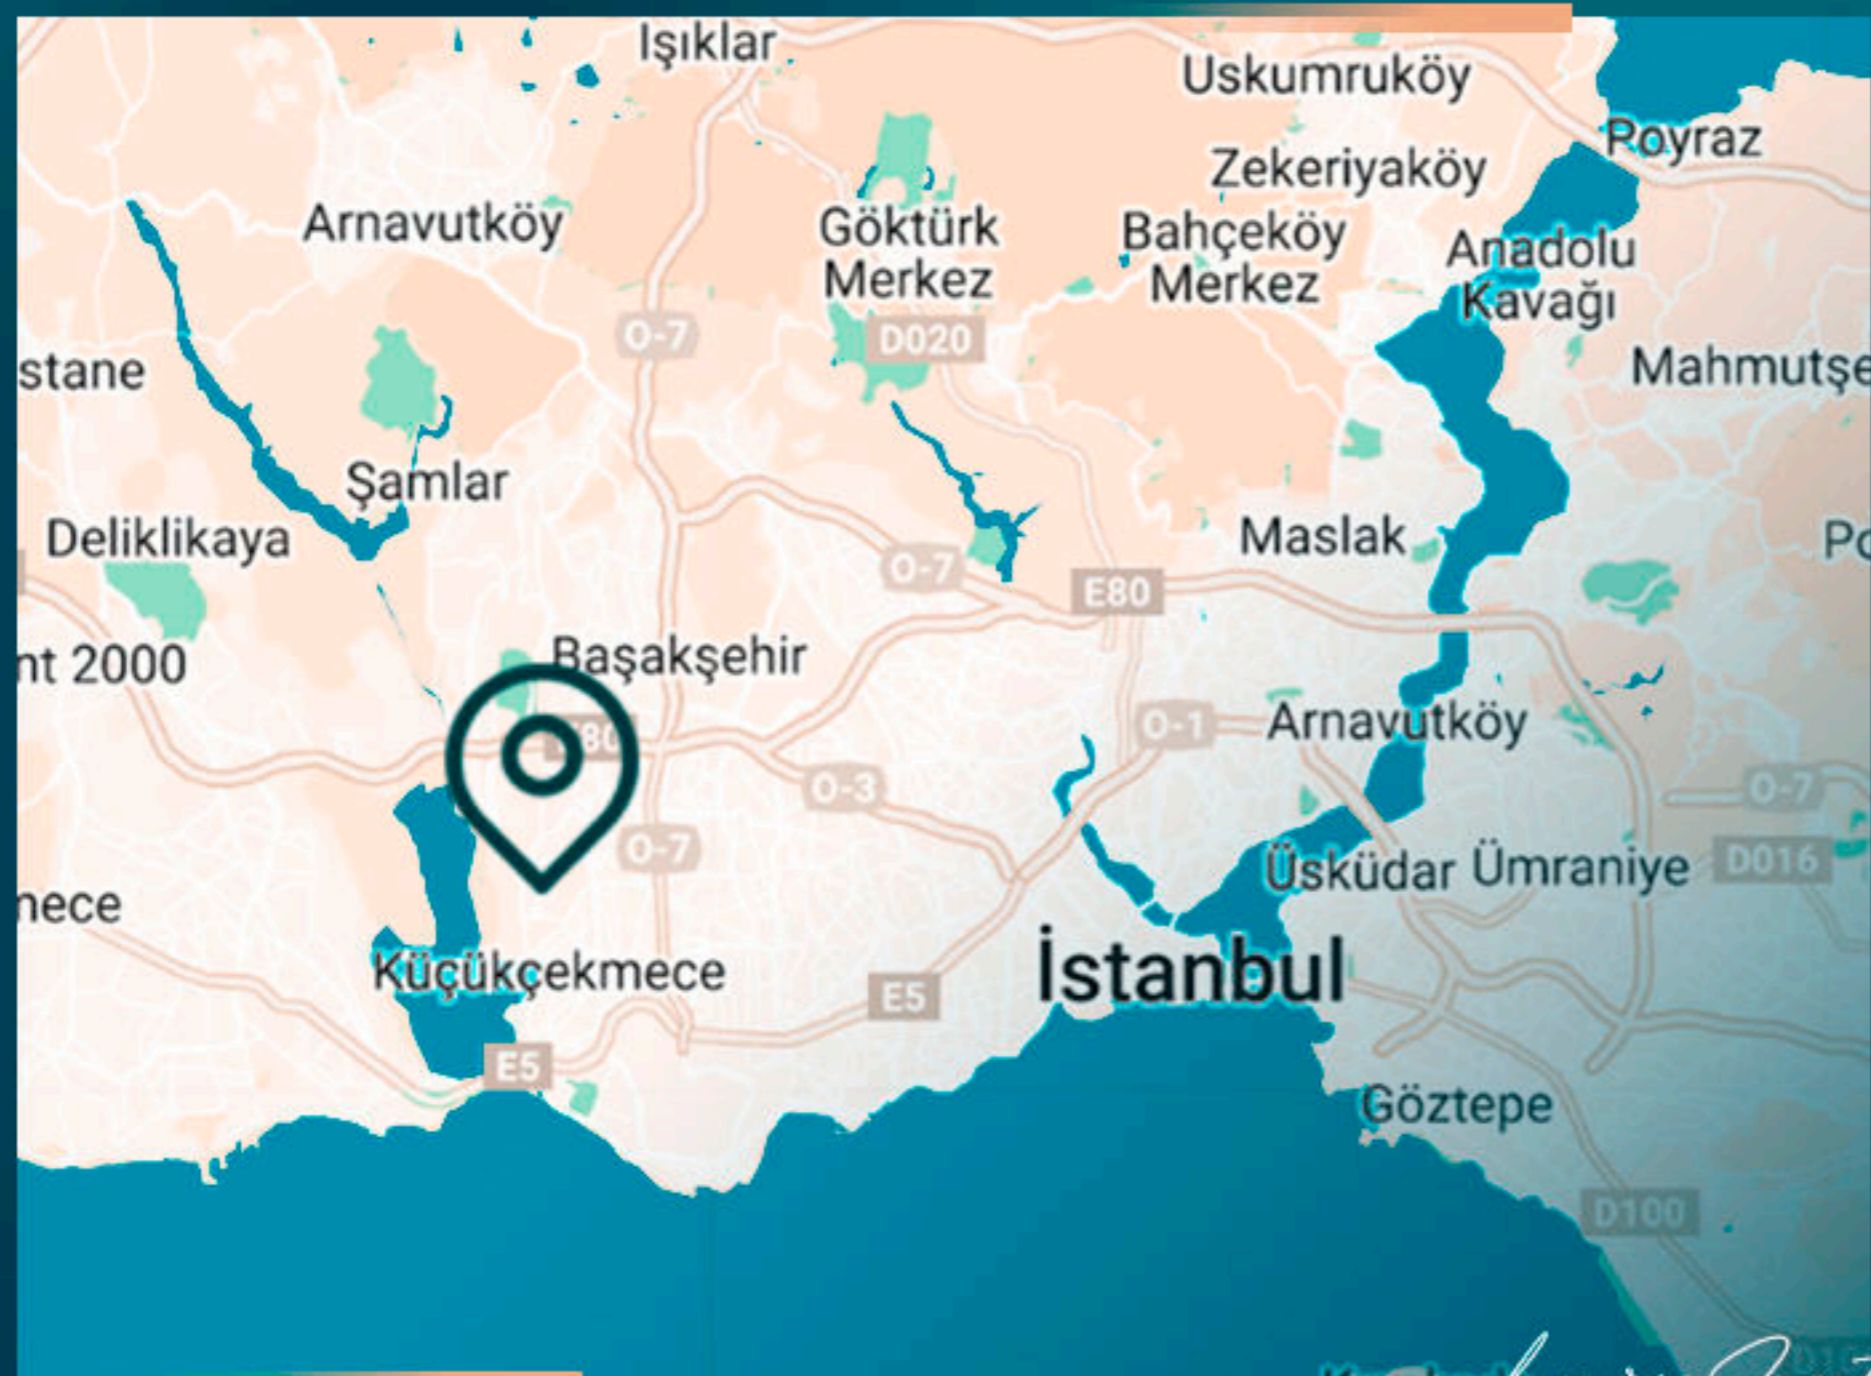 Işıklar
Uskumruköy
Poyraz
Zekeriyaköy
Arnavutköy
Göktürk
Merkez
Bahçeköy
Merkez
Anadolu
Kavağı
O-7
D020
stane
Mahmutşe
Şamlar
Deliklikaya
Maslak
Po
O-7
E80
nt 2000
Başakşehir
O-1
Arnavutköy
O-3
O-7
O-7
Üsküdar
Ümraniye
D016
Küçükçekmece
İstanbul
E5
E5
Göztepe
D100